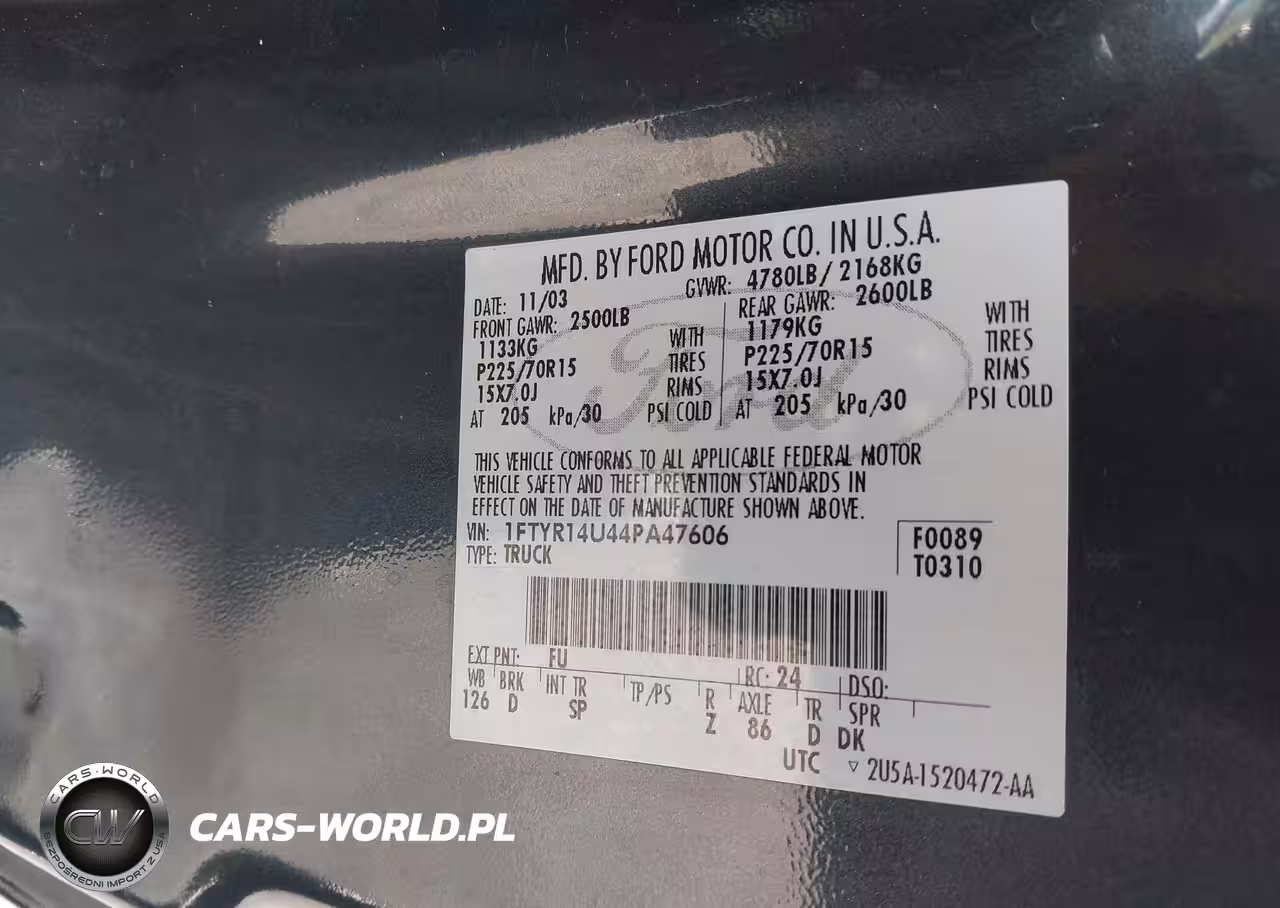 MFD. BY FORD MOTOR CO. IN U.S.A.
DATE: 11/03 GVWR: 4780LB/ 2168KG
FRONT GAWR: 2500LB REAR GAWR: 2600LB
1133KG WITH 1179KG WITH
P225/70R15 TIRES P225/70R15 TIRES
15X7.0J RIMS 15X7.0J RIMS
AT 205 kPa/30 PSI COLD AT 205 kPa/30 PSI COLD
Ford
THIS VEHICLE CONFORMS TO ALL APPLICABLE FEDERAL MOTOR
VEHICLE SAFETY AND THEFT PREVENTION STANDARDS IN
EFFECT ON THE DATE OF MANUFACTURE SHOWN ABOVE.
VIN: 1FTYR14U44PA47606 F0089
TYPE: TRUCK T0310
EXT PNT: FU RC: 24 DSO:
WB BRK INT TR TP/PS R AXLE TR SPR
126 D SP Z 86 D DK
UTC ▽ 2U5A-1520472-AA
CARS-WORLD
CW
BEZPOŚREDNI IMPORT Z USA
CARS-WORLD.PL